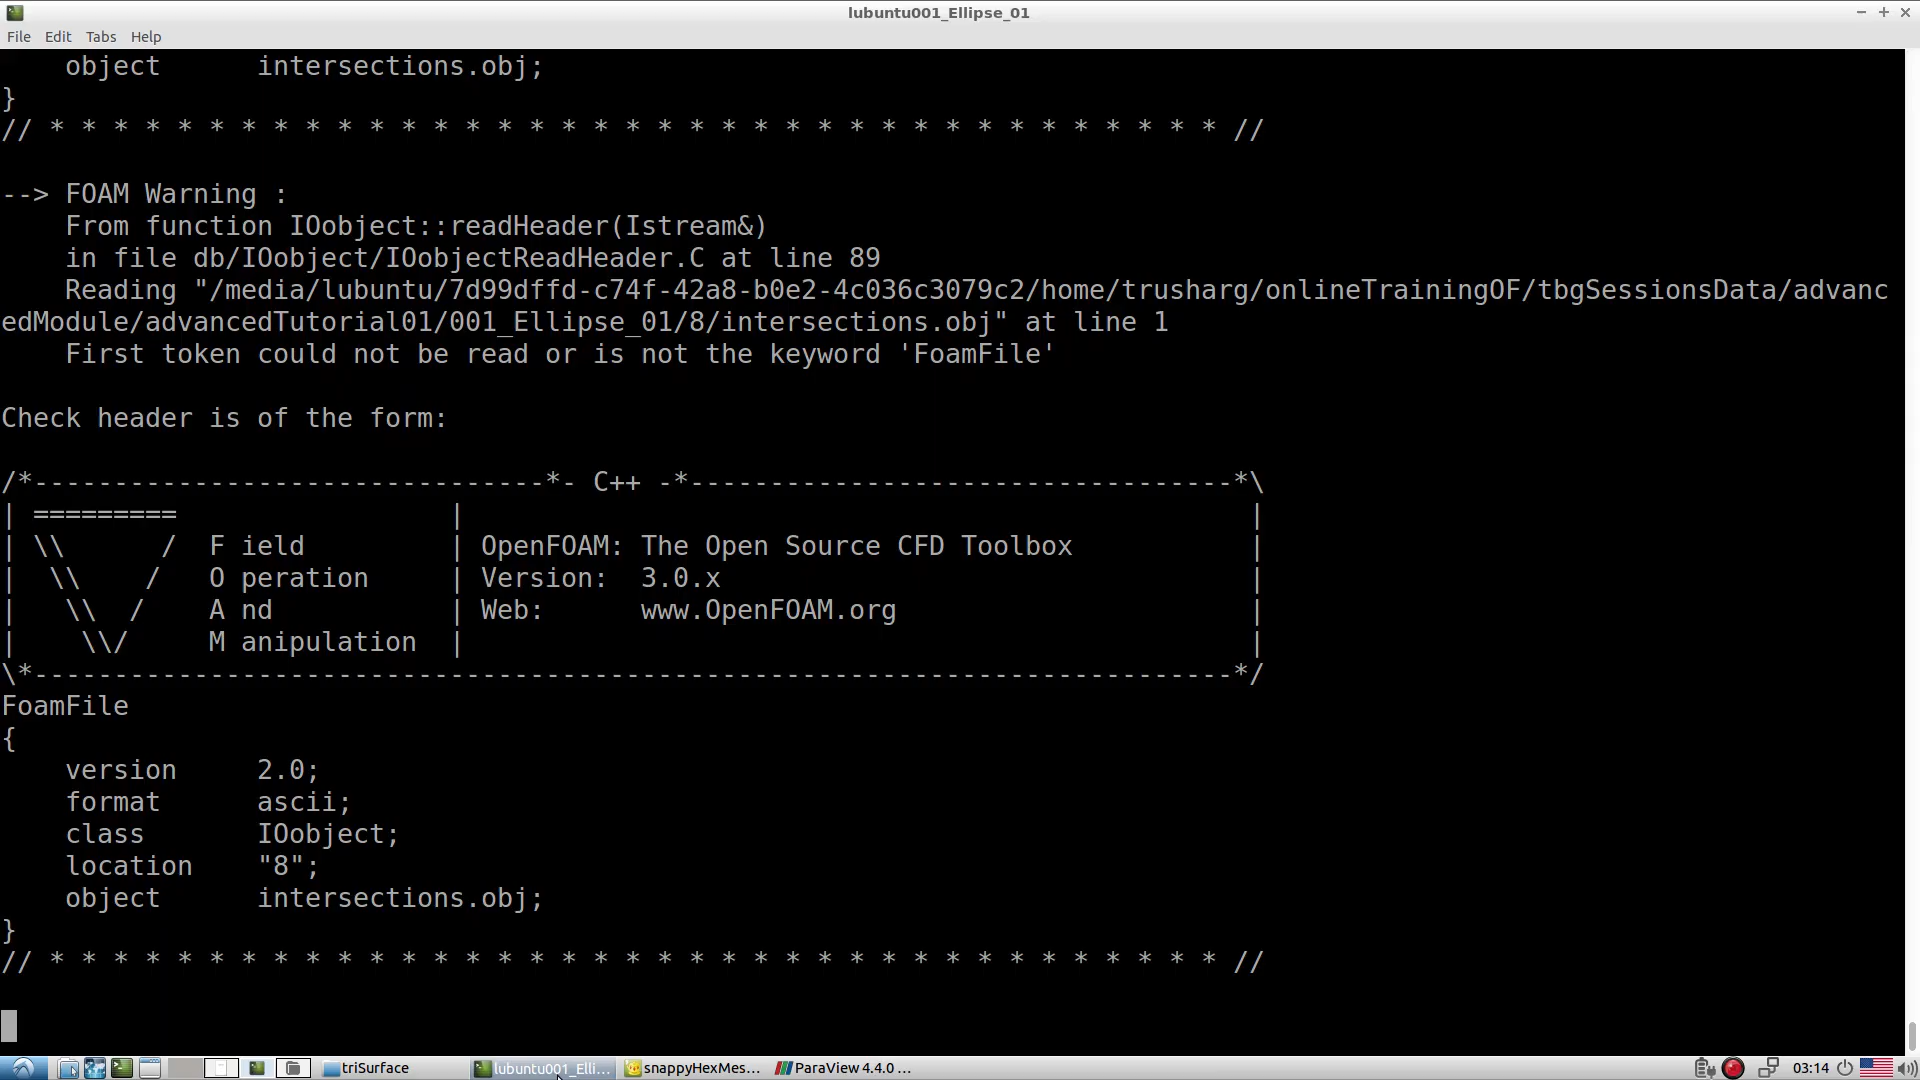 lubuntu001_Ellipse_01
File Edit Tabs Help
    object      intersections.obj;
}
// * * * * * * * * * * * * * * * * * * * * * * * * * * * * * * * * * * * * * //
--> FOAM Warning :
    From function IOobject::readHeader(Istream&)
    in file db/IOobject/IOobjectReadHeader.C at line 89
    Reading "/media/lubuntu/7d99dffd-c74f-42a8-b0e2-4c036c3079c2/home/trusharg/onlineTrainingOF/tbgSessionsData/advanc
edModule/advancedTutorial01/001_Ellipse_01/8/intersections.obj" at line 1
    First token could not be read or is not the keyword 'FoamFile'
Check header is of the form:
/*--------------------------------*- C++ -*----------------------------------*\
| =========                 |                                                 |
| \\      /  F ield         | OpenFOAM: The Open Source CFD Toolbox           |
|  \\    /   O peration     | Version:  3.0.x                                 |
|   \\  /    A nd           | Web:      www.OpenFOAM.org                      |
|    \\/     M anipulation  |                                                 |
\*---------------------------------------------------------------------------*/
FoamFile
{
    version     2.0;
    format      ascii;
    class       IOobject;
    location    "8";
    object      intersections.obj;
}
// * * * * * * * * * * * * * * * * * * * * * * * * * * * * * * * * * * * * * //
triSurface lubuntu001_Elli... snappyHexMes... ParaView 4.4.0 ... 03:14